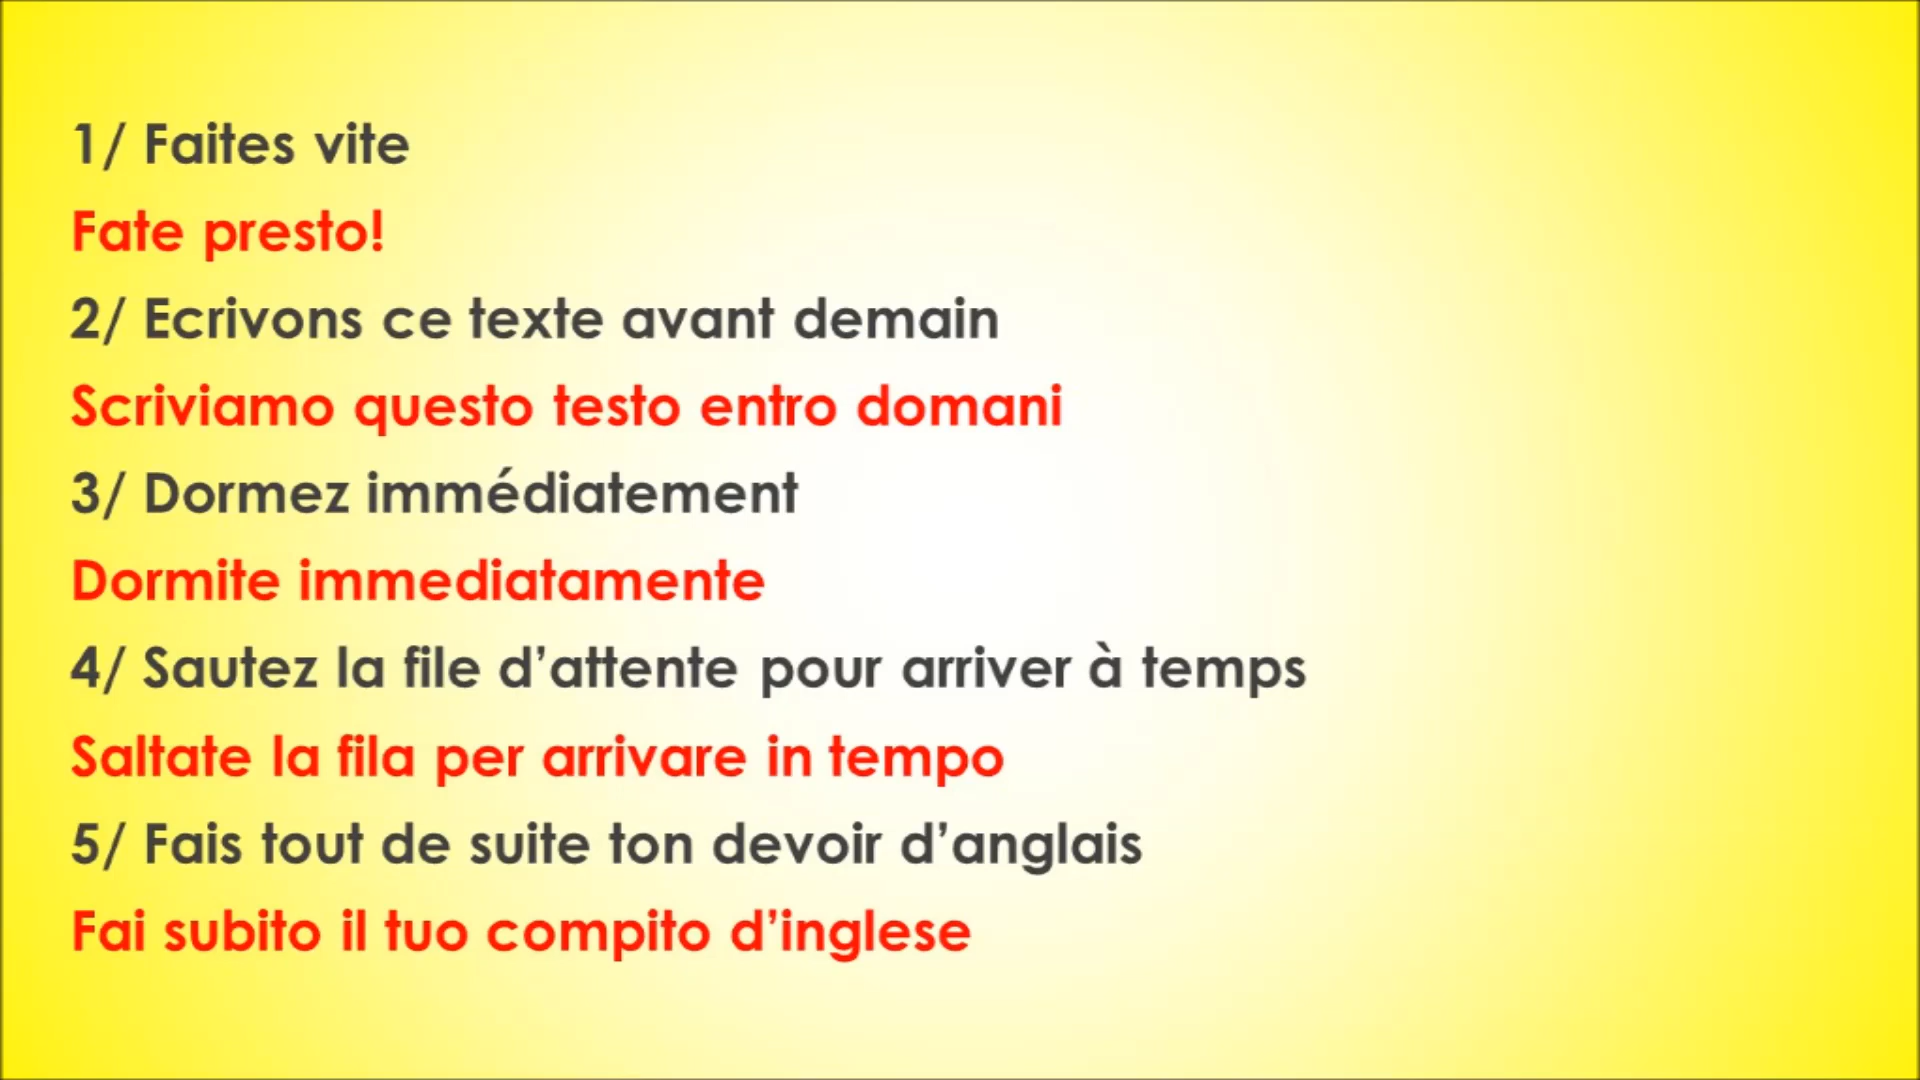 1/ Faites vite
Fate presto!
2/ Ecrivons ce texte avant demain
Scriviamo questo testo entro domani
3/ Dormez immédiatement
Dormite immediatamente
4/ Sautez la file d’attente pour arriver à temps
Saltate la fila per arrivare in tempo
5/ Fais tout de suite ton devoir d’anglais
Fai subito il tuo compito d’inglese